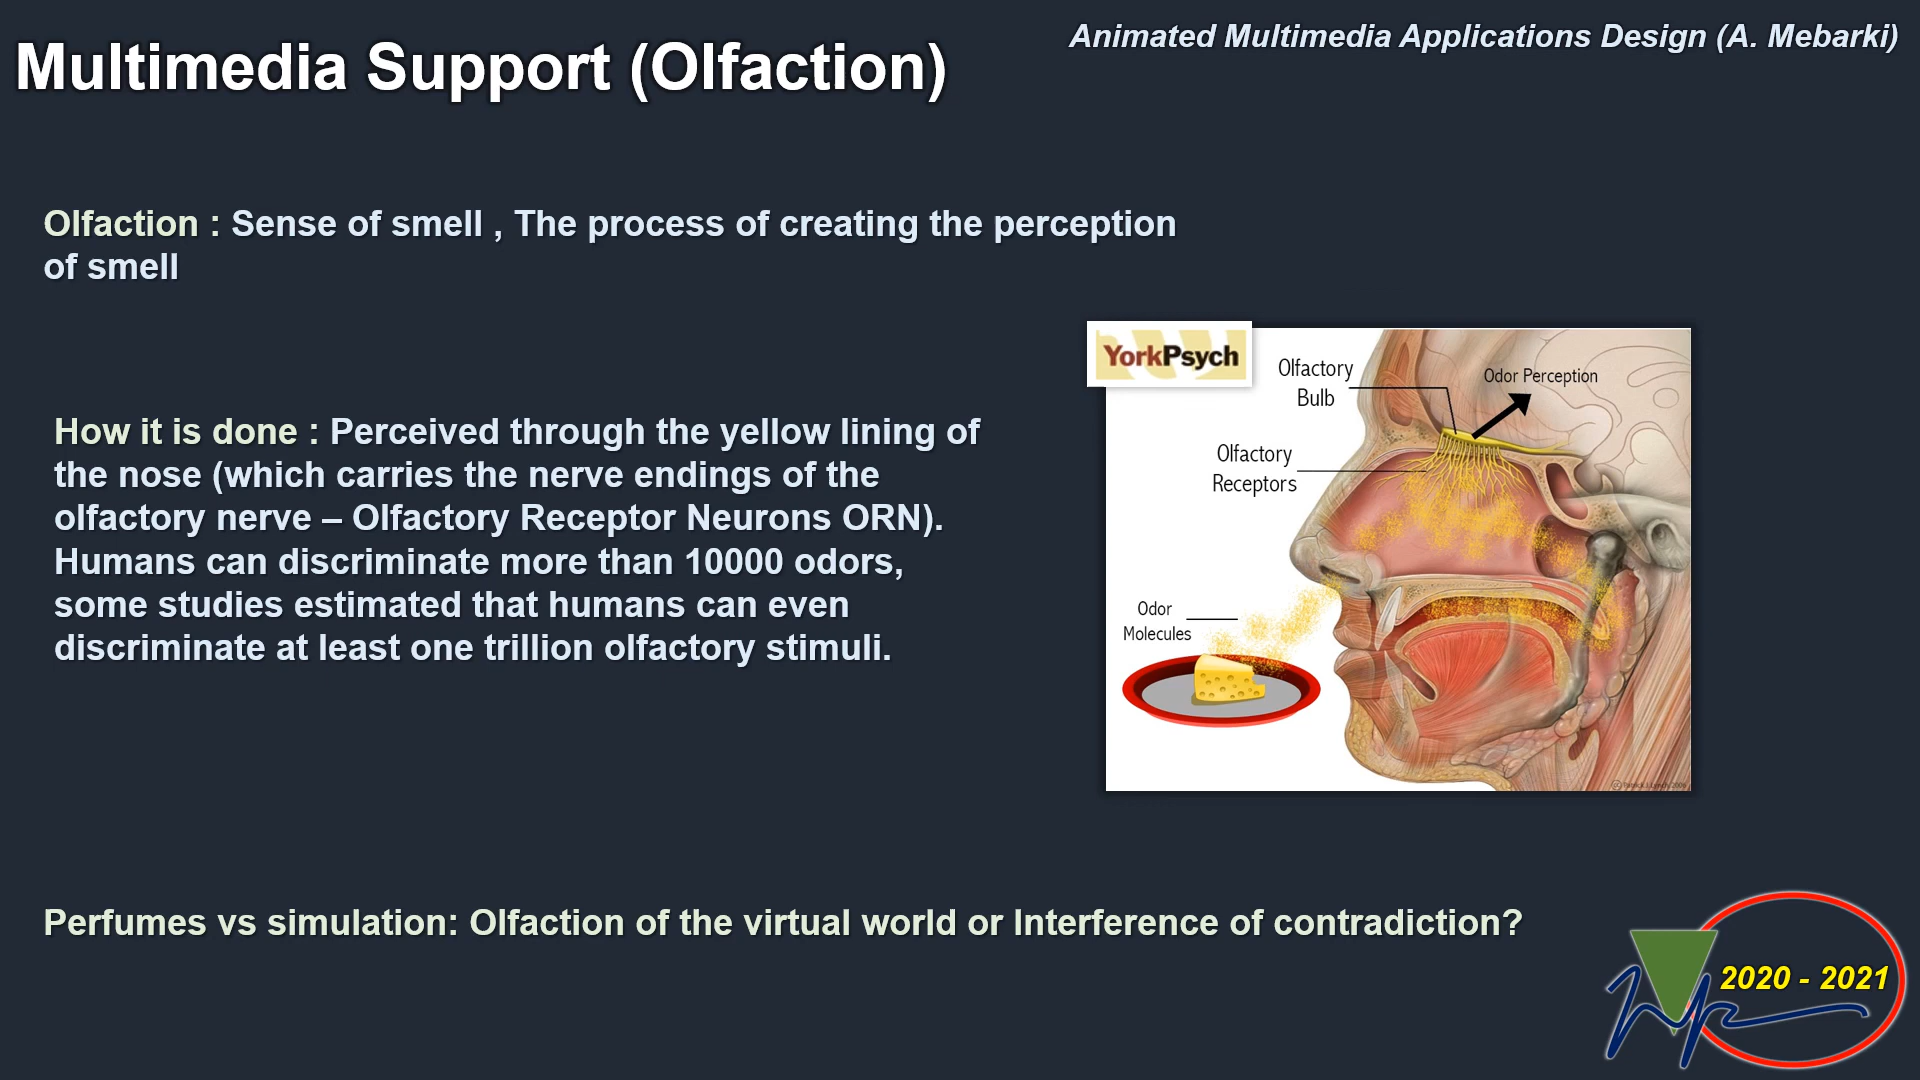 Animated Multimedia Applications Design (A. Mebarki)
Multimedia Support (Olfaction)
Olfaction : Sense of smell , The process of creating the perception
of smell
How it is done : Perceived through the yellow lining of
the nose (which carries the nerve endings of the
olfactory nerve – Olfactory Receptor Neurons ORN).
Humans can discriminate more than 10000 odors,
some studies estimated that humans can even
discriminate at least one trillion olfactory stimuli.
YorkPsych
Olfactory
Bulb
Odor Perception
Olfactory
Receptors
Odor
Molecules
Perfumes vs simulation: Olfaction of the virtual world or Interference of contradiction?
2020 - 2021